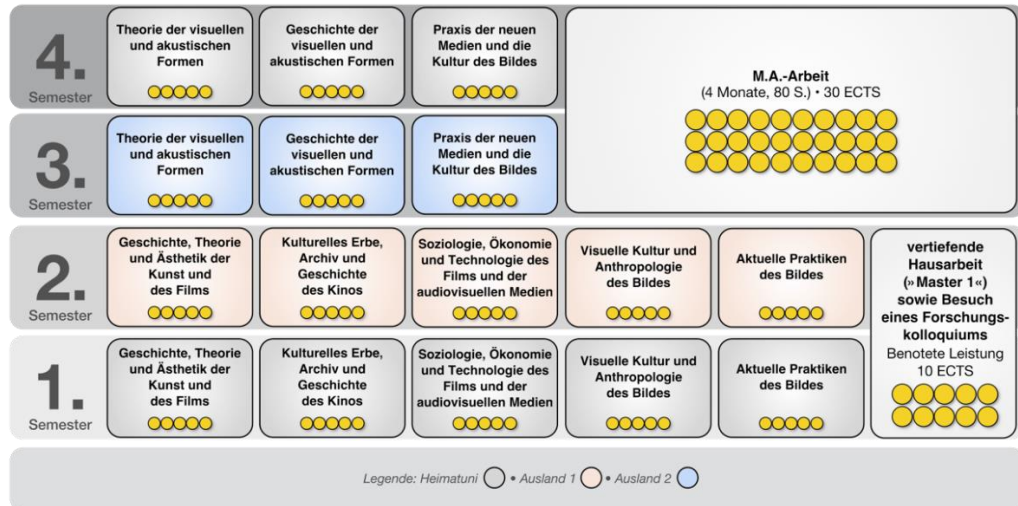 4.
Semester
Theorie der visuellen
und akustischen
Formen
Geschichte der
visuellen und
akustischen Formen
Praxis der neuen
Medien und die
Kultur des Bildes
M.A.-Arbeit
(4 Monate, 80 S.) • 30 ECTS
3.
Semester
Theorie der visuellen
und akustischen
Formen
Geschichte der
visuellen und
akustischen Formen
Praxis der neuen
Medien und die
Kultur des Bildes
2.
Semester
Geschichte, Theorie
und Ästhetik der
Kunst und
des Films
Kulturelles Erbe,
Archiv und
Geschichte
des Kinos
Soziologie, Ökonomie
und Technologie des
Films und der
audiovisuellen Medien
Visuelle Kultur und
Anthropologie
des Bildes
Aktuelle Praktiken
des Bildes
vertiefende
Hausarbeit
(»Master 1«)
sowie Besuch
eines Forschungs-
kolloquiums
Benotete Leistung
10 ECTS
1.
Semester
Geschichte, Theorie
und Ästhetik der
Kunst und
des Films
Kulturelles Erbe,
Archiv und
Geschichte
des Kinos
Soziologie, Ökonomie
und Technologie des
Films und der
audiovisuellen Medien
Visuelle Kultur und
Anthropologie
des Bildes
Aktuelle Praktiken
des Bildes
Legende: Heimatuni • Ausland 1 • Ausland 2